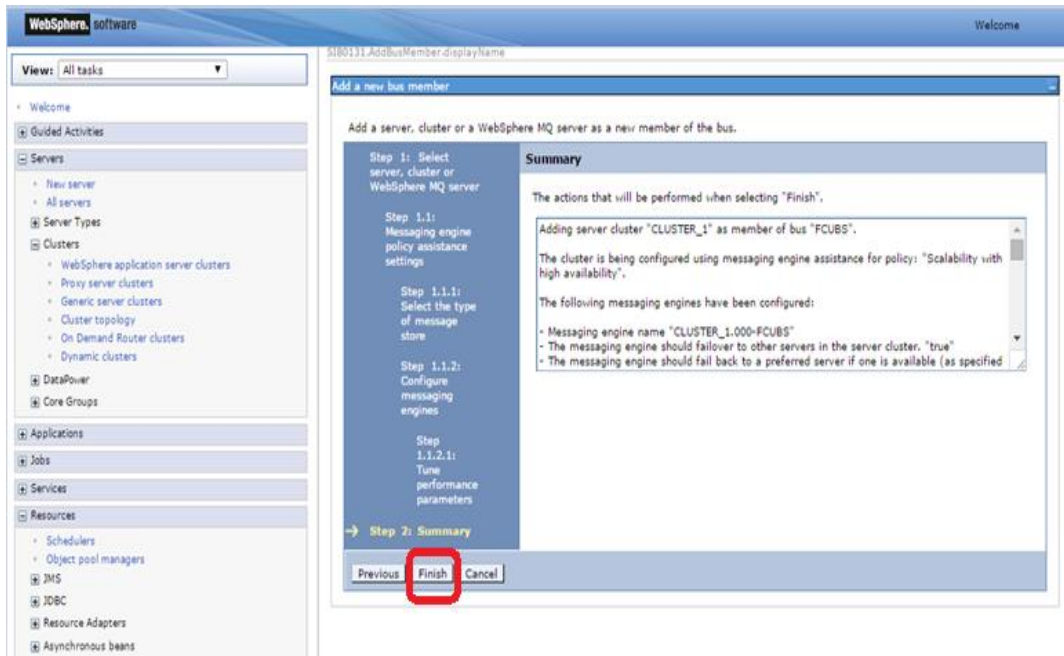 WebSphere. software
Welcome
View: All tasks
Welcome
Guided Activities
Servers
New server
All servers
Server Types
Clusters
WebSphere application server clusters
Proxy server clusters
Generic server clusters
Cluster topology
On Demand Router clusters
Dynamic clusters
DataPower
Core Groups
Applications
Jobs
Services
Resources
Schedulers
Object pool managers
JMS
JDBC
Resource Adapters
Asynchronous beans
SIB0131.AddBusMember.displayName
Add a new bus member
Add a server, cluster or a WebSphere MQ server as a new member of the bus.
Step 1: Select
server, cluster or
WebSphere MQ server
Step 1.1:
Messaging engine
policy assistance
settings
Step 1.1.1:
Select the type
of message
store
Step 1.1.2:
Configure
messaging
engines
Step
1.1.2.1:
Tune
performance
parameters
Step 2: Summary
Summary
The actions that will be performed when selecting "Finish".
Adding server cluster "CLUSTER_1" as member of bus "FCUBS".
The cluster is being configured using messaging engine assistance for policy: "Scalability with
high availability".
The following messaging engines have been configured:
- Messaging engine name "CLUSTER_1.000-FCUBS"
- The messaging engine should failover to other servers in the server cluster. "true"
- The messaging engine should fail back to a preferred server if one is available (as specified
Previous Finish Cancel